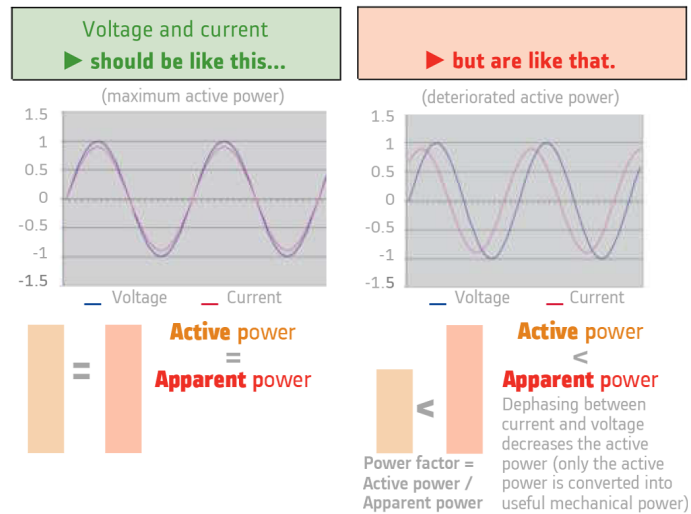 Voltage and current
▶ should be like this...
(maximum active power)
1.5
1
0.5
0
-0.5
-1
-1.5
Voltage
Current
=
Active power
=
Apparent power
▶ but are like that.
(deteriorated active power)
1.5
1
0.5
0
-0.5
-1
-1.5
Voltage
Current
<
Power factor =
Active power /
Apparent power
Active power
<
Apparent power
Dephasing between
current and voltage
decreases the active
power (only the active
power is converted into
useful mechanical power)